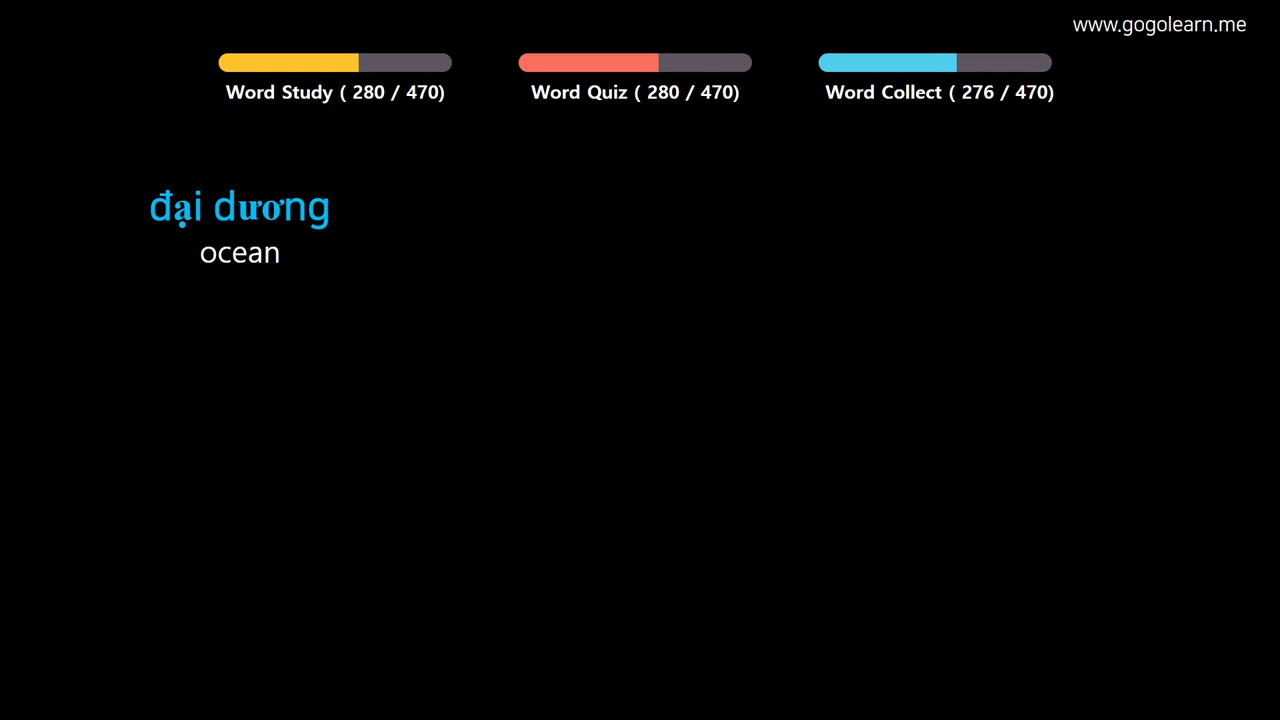 www.gogolearn.me
Word Study ( 280 / 470)
Word Quiz ( 280 / 470)
Word Collect ( 276 / 470)
đại dương
ocean